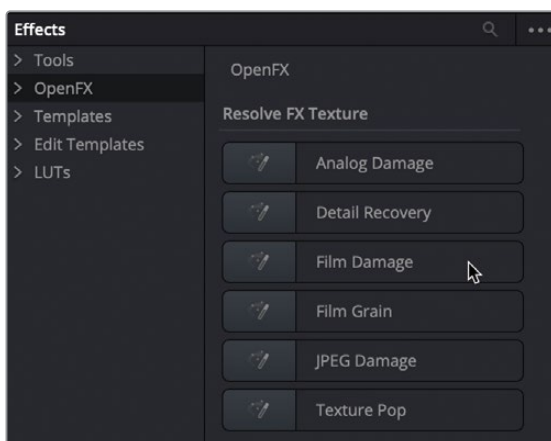 Effects
Tools
OpenFX
Templates
Edit Templates
LUTs
OpenFX
Resolve FX Texture
Analog Damage
Detail Recovery
Film Damage
Film Grain
JPEG Damage
Texture Pop